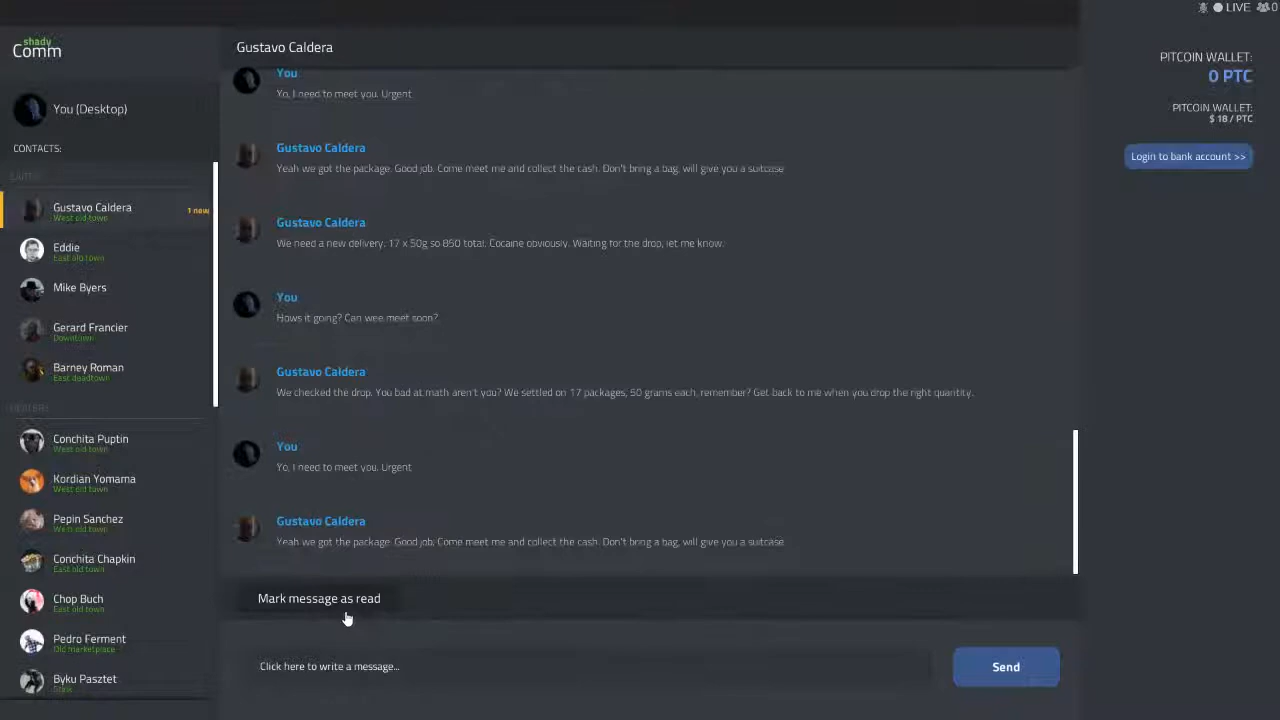 LIVE 0
shady
Comm
You (Desktop)
CONTACTS:
Gustavo Caldera
West old town
1 new
Eddie
East old town
Mike Byers
Gerard Francier
Downtown
Barney Roman
East deadtown
DEALERS
Conchita Puptin
West old town
Kordian Yomama
West old town
Pepin Sanchez
West old town
Conchita Chapkin
East old town
Chop Buch
East old town
Pedro Ferment
Old marketplace
Byku Pasztet
Gustavo Caldera
You
Yo, I need to meet you. Urgent
Gustavo Caldera
Yeah we got the package. Good job. Come meet me and collect the cash. Don't bring a bag, will give you a suitcase
Gustavo Caldera
We need a new delivery. 17 x 50g so 850 total. Cocaine obviously. Waiting for the drop, let me know.
You
Hows it going? Can wee meet soon?
Gustavo Caldera
We checked the drop. You bad at math aren't you? We settled on 17 packages, 50 grams each, remember? Get back to me when you drop the right quantity.
You
Yo, I need to meet you. Urgent
Gustavo Caldera
Yeah we got the package. Good job. Come meet me and collect the cash. Don't bring a bag, will give you a suitcase
Mark message as read
Click here to write a message...
Send
PITCOIN WALLET:
0 PTC
PITCOIN WALLET:
$ 18 / PTC
Login to bank account >>